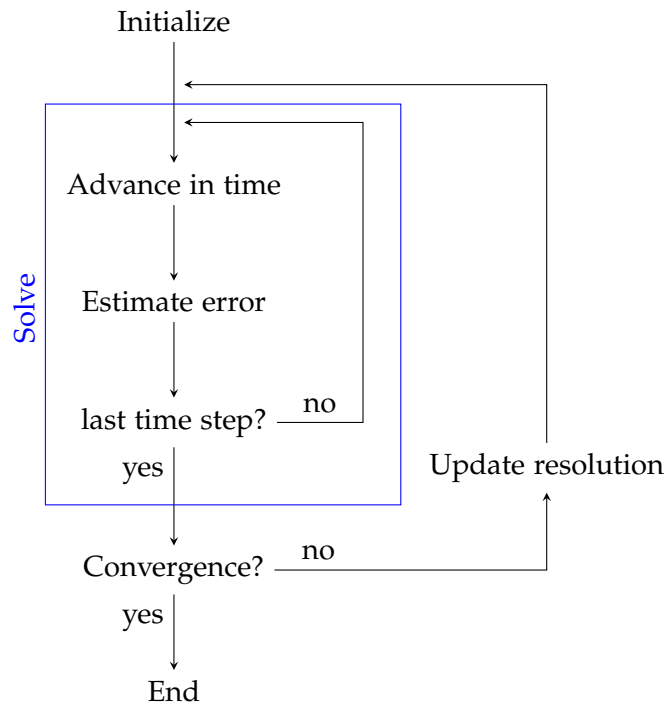 Initialize
Advance in time
Solve
Estimate error
last time step?
no
yes
Update resolution
Convergence?
no
yes
End